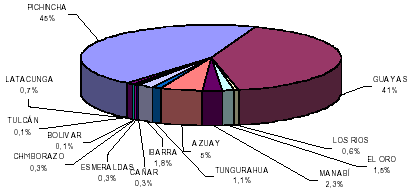 PICHINCHA
45%
GUAYAS
41%
LATACUNGA
0,7%
TULCÁN
0,1%
BOLIVAR
0,1%
CHIMBORAZO
0,3%
ESMERALDAS
0,3%
CAÑAR
0,3%
IBARRA
1,8%
AZUAY
5%
TUNGURAHUA
1,1%
MANABÍ
2,3%
EL ORO
1,5%
LOS RIOS
0,6%